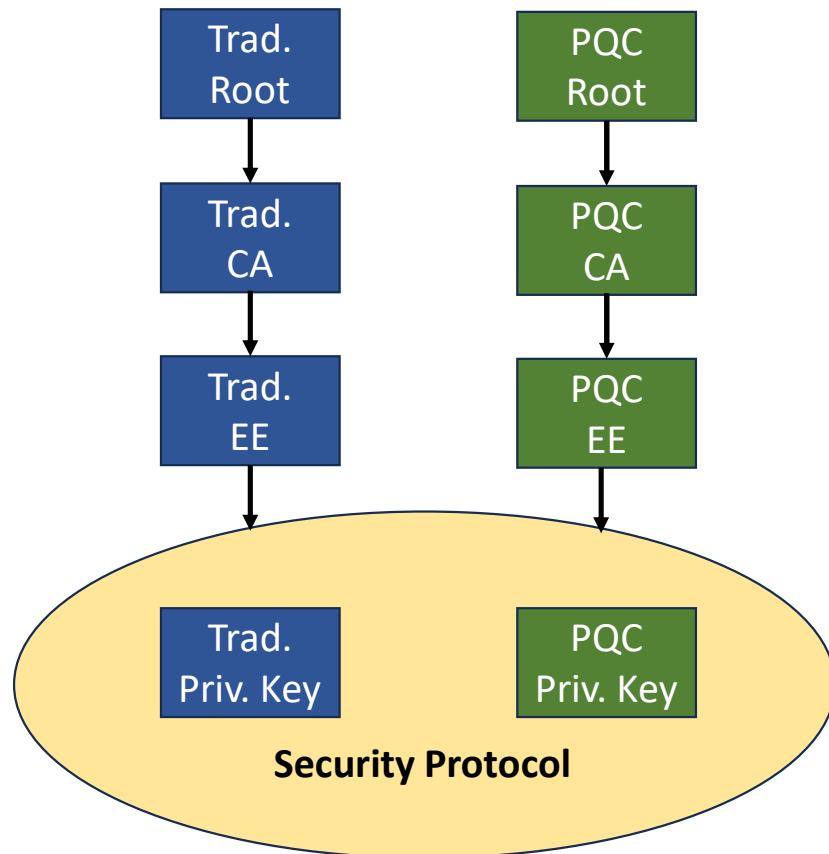 Trad.
Root
PQC
Root
Trad.
CA
PQC
CA
Trad.
EE
PQC
EE
Trad.
Priv. Key
PQC
Priv. Key
Security Protocol